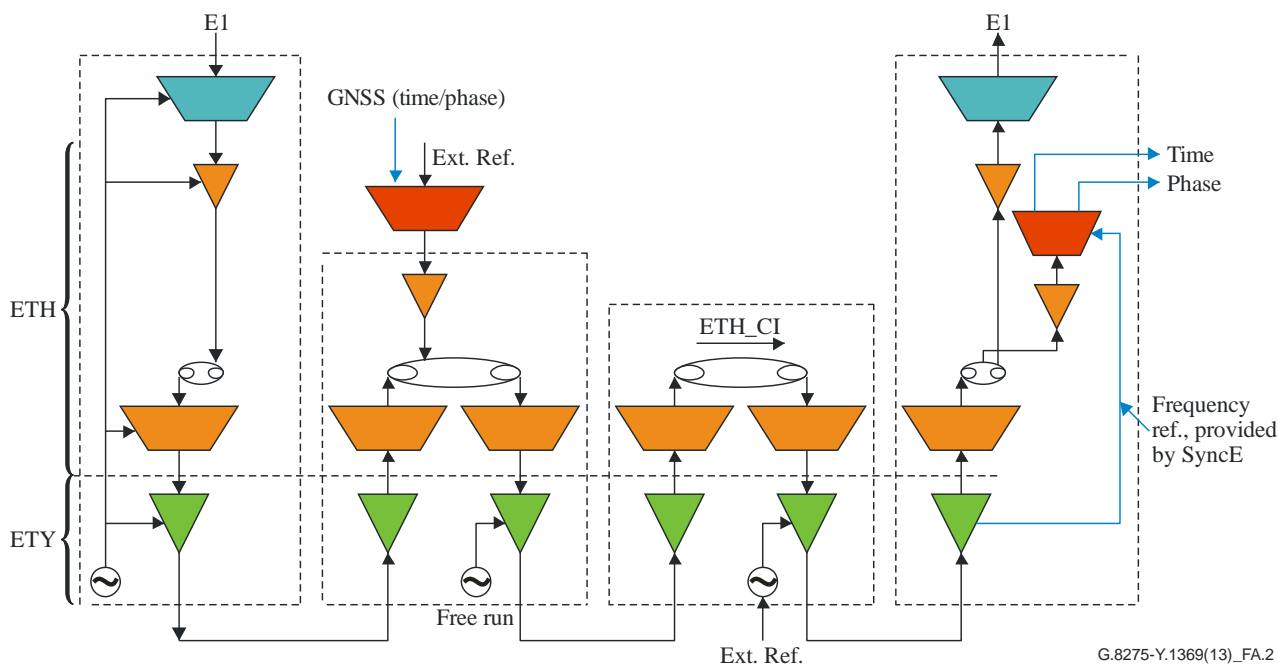 E1
E1
GNSS (time/phase)
Ext. Ref.
Time
Phase
ETH
ETH_CI
Frequency
ref., provided
by SyncE
ETY
Free run
Ext. Ref.
G.8275-Y.1369(13)_FA.2